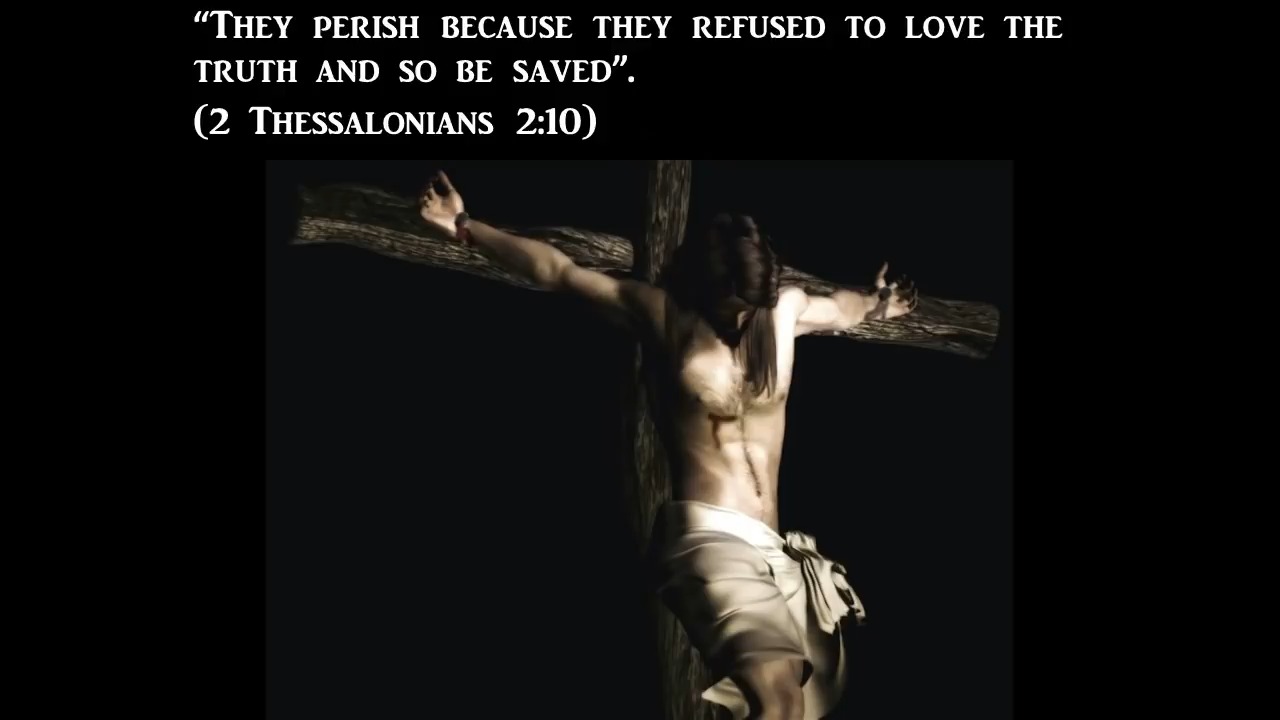 “They perish because they refused to love the
truth and so be saved”.
(2 Thessalonians 2:10)